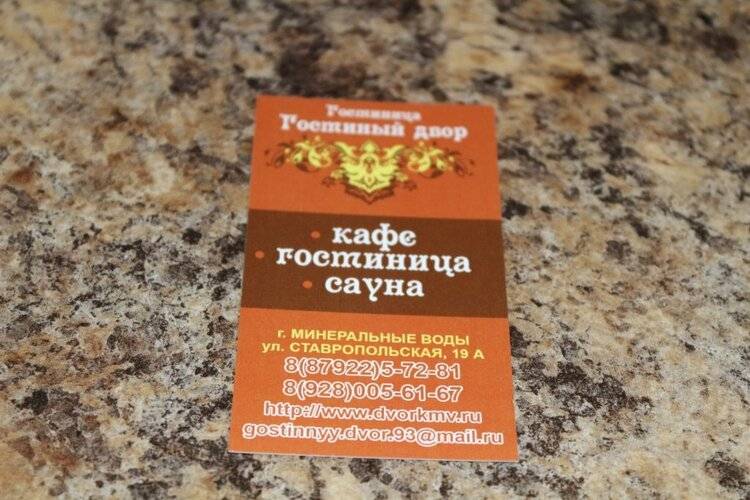 Гостиница
Гостиный двор
• кафе
• гостиница
• сауна
г. МИНЕРАЛЬНЫЕ ВОДЫ
ул. СТАВРОПОЛЬСКАЯ, 19 А
8(87922)5-72-81
8(928)005-61-67
http://www.dvorkmv.ru
gostinnyy.dvor.93@mail.ru